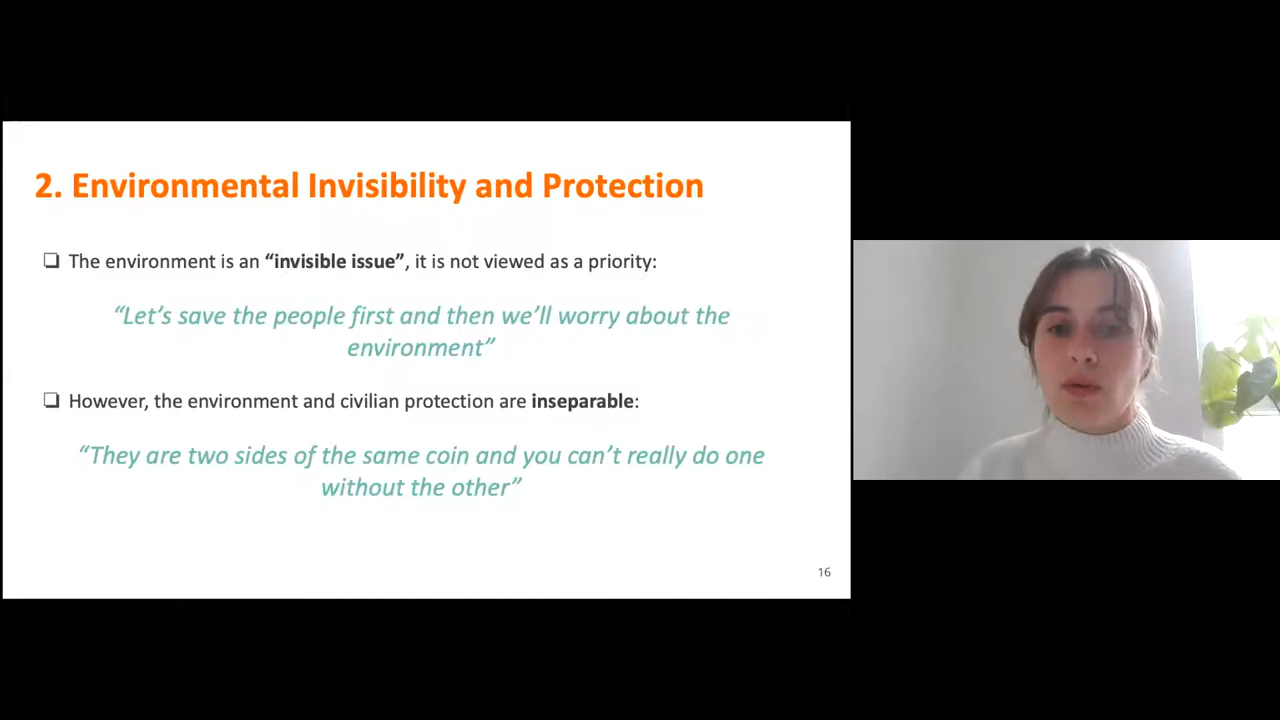 2. Environmental Invisibility and Protection
❑ The environment is an “invisible issue”, it is not viewed as a priority:
“Let’s save the people first and then we’ll worry about the
environment”
❑ However, the environment and civilian protection are inseparable:
“They are two sides of the same coin and you can’t really do one
without the other”
16